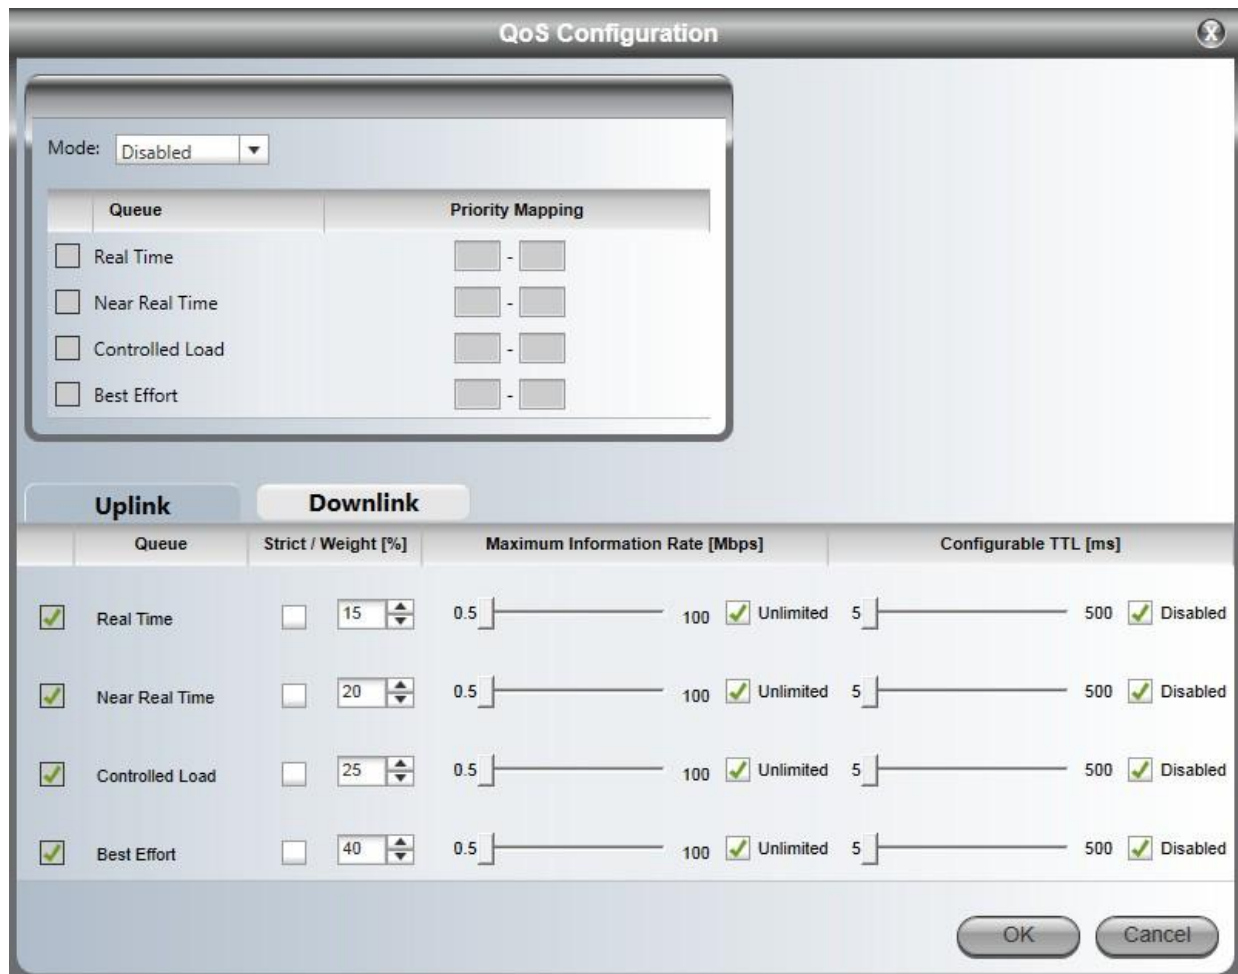 QoS Configuration
X
Mode: Disabled
Queue Priority Mapping
Real Time -
Near Real Time -
Controlled Load -
Best Effort -
Uplink Downlink
Queue Strict / Weight [%] Maximum Information Rate [Mbps] Configurable TTL [ms]
Real Time 15 0.5 100 Unlimited 5 500 Disabled
Near Real Time 20 0.5 100 Unlimited 5 500 Disabled
Controlled Load 25 0.5 100 Unlimited 5 500 Disabled
Best Effort 40 0.5 100 Unlimited 5 500 Disabled
OK Cancel